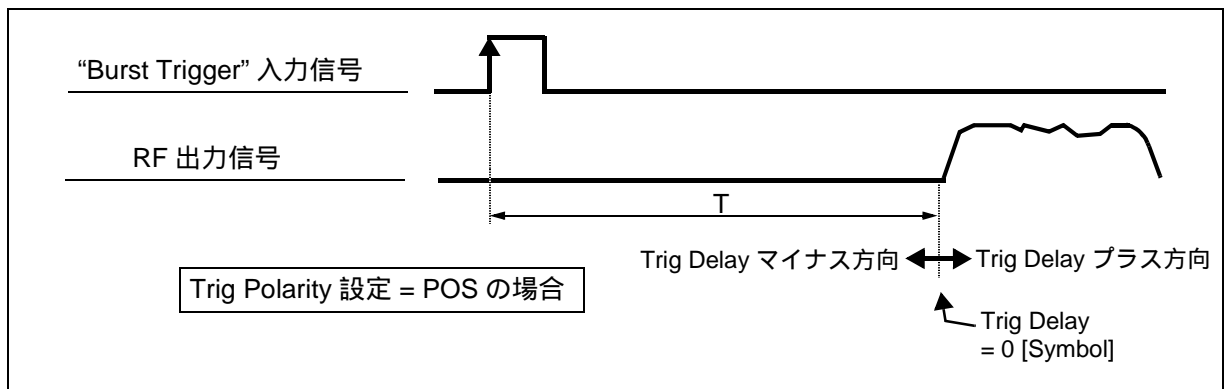 “Burst Trigger” 入力信号
RF 出力信号
T
Trig Delay マイナス方向
Trig Delay プラス方向
Trig Polarity 設定 = POS の場合
Trig Delay
= 0 [Symbol]